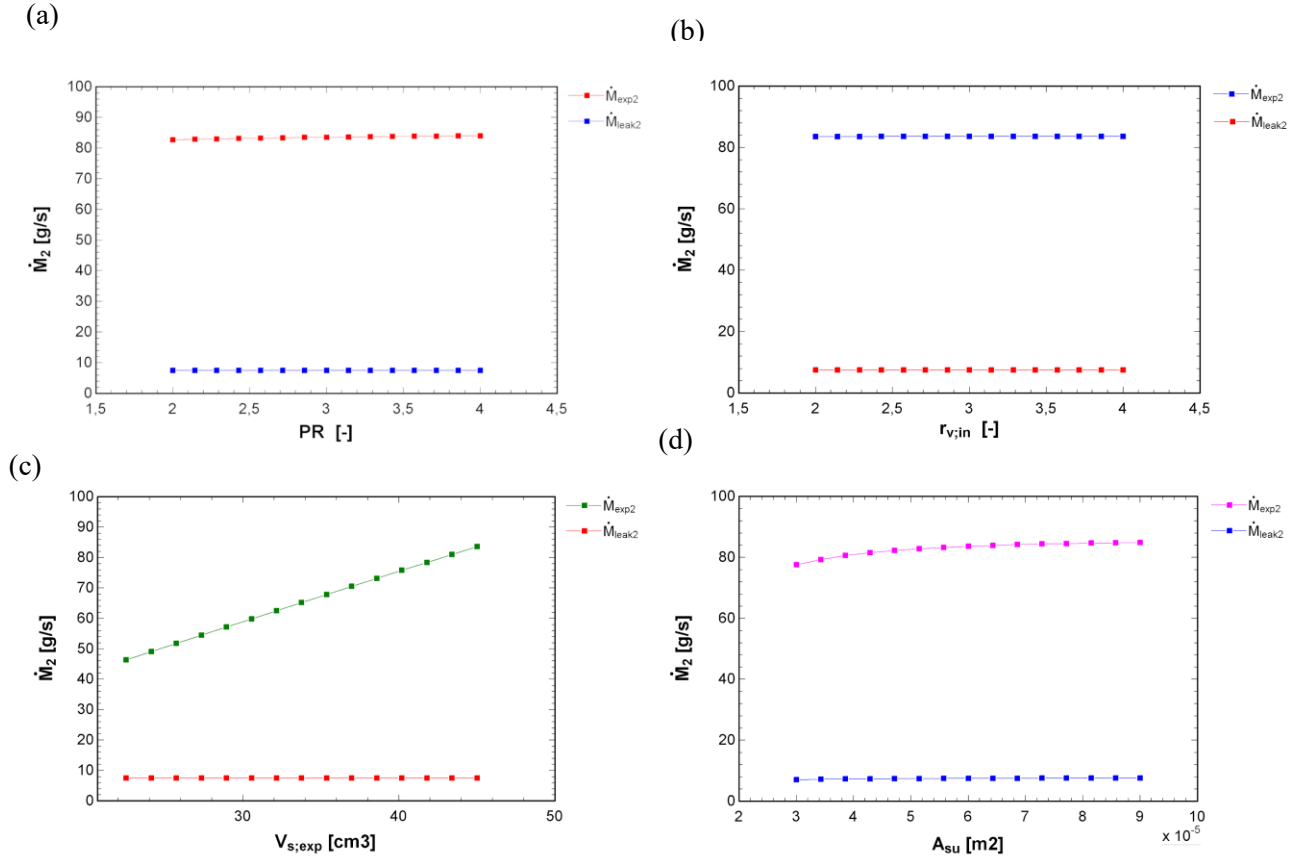 (a)
(b)
100
90
80
70
60
50
40
30
20
10
0
Ṁ₂ [g/s]
1,5 2 2,5 3 3,5 4 4,5
PR [-]
Ṁexp2
Ṁleak2
100
80
60
40
20
0
Ṁ₂ [g/s]
1,5 2 2,5 3 3,5 4 4,5
rv;in [-]
Ṁexp2
Ṁleak2
(c)
(d)
100
90
80
70
60
50
40
30
20
10
0
Ṁ₂ [g/s]
30 40 50
Vs;exp [cm3]
Ṁexp2
Ṁleak2
100
80
60
40
20
0
Ṁ₂ [g/s]
2 3 4 5 6 7 8 9 10
x 10-5
Asu [m2]
Ṁexp2
Ṁleak2